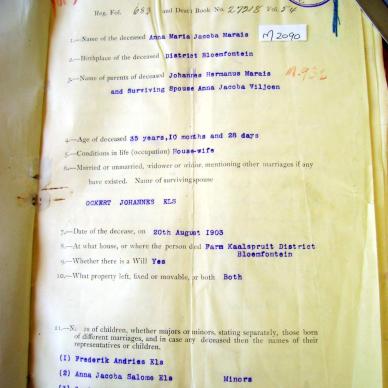 Reg. Fol. 683 and Death Book No. 27218 Vol. 54
1.—Name of the deceased Anna Maria Jacoba Marais
M2090
2.—Birthplace of the deceased District Bloemfontein
3.—Name of parents of deceased Johannes Hermanus Marais
and Surviving Spouse Anna Jacoba Viljoen
4.—Age of deceased 35 years,10 months and 28 days
5.—Conditions in life (occupation) House-wife
6.—Married or unmarried, widower or widow, mentioning other marriages if any
have existed. Name of surviving spouse
OCKERT JOHANNES ELS
7.—Date of the decease, on 20th August 1903
8.—At what house, or where the person died Farm Kaalspruit District
Bloemfontein
9.—Whether there is a Will Yes
10.—What property left, fixed or movable, or both Both
11.—N s of children, whether majors or minors, stating separately, those born
of different marriages, and in case any deceased then the names of their
representatives or children.
(1) Frederik Andries Els
(2) Anna Jacoba Salome Els Minors